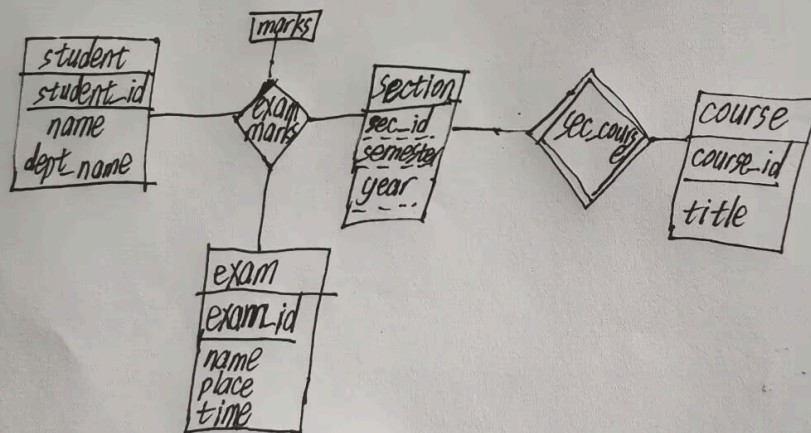 marks
student
student_id
name
dept_name
exam
marks
section
sec_id
semester
year
sec_cours
e
course
course_id
title
exam
exam_id
name
place
time